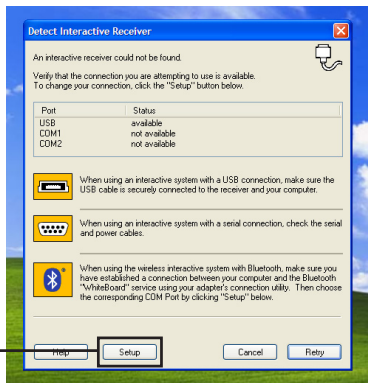 Detect Interactive Receiver
An interactive receiver could not be found.
Verify that the connection you are attempting to use is available.
To change your connection, click the "Setup" button below.
Port Status
USB available
COM1 not available
COM2 not available
When using an interactive system with a USB connection, make sure the
USB cable is securely connected to the receiver and your computer.
When using an interactive system with a serial connection, check the serial
and power cables.
When using the wireless interactive system with Bluetooth, make sure you
have established a connection between your computer and the Bluetooth
"WhiteBoard" service using your adapter's connection utility. Then choose
the corresponding COM Port by clicking "Setup" below.
Help Setup Cancel Retry